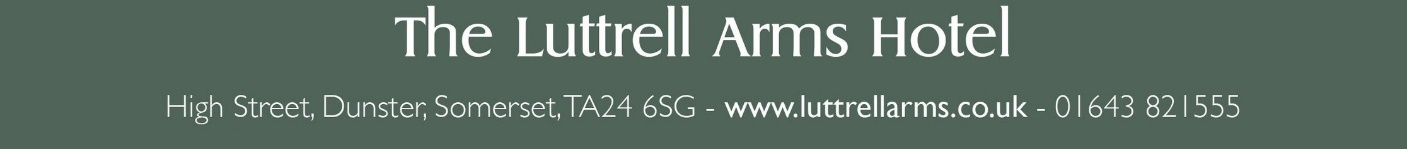 The Luttrell Arms Hotel
High Street, Dunster, Somerset, TA24 6SG - www.luttrellarms.co.uk - 01643 821555